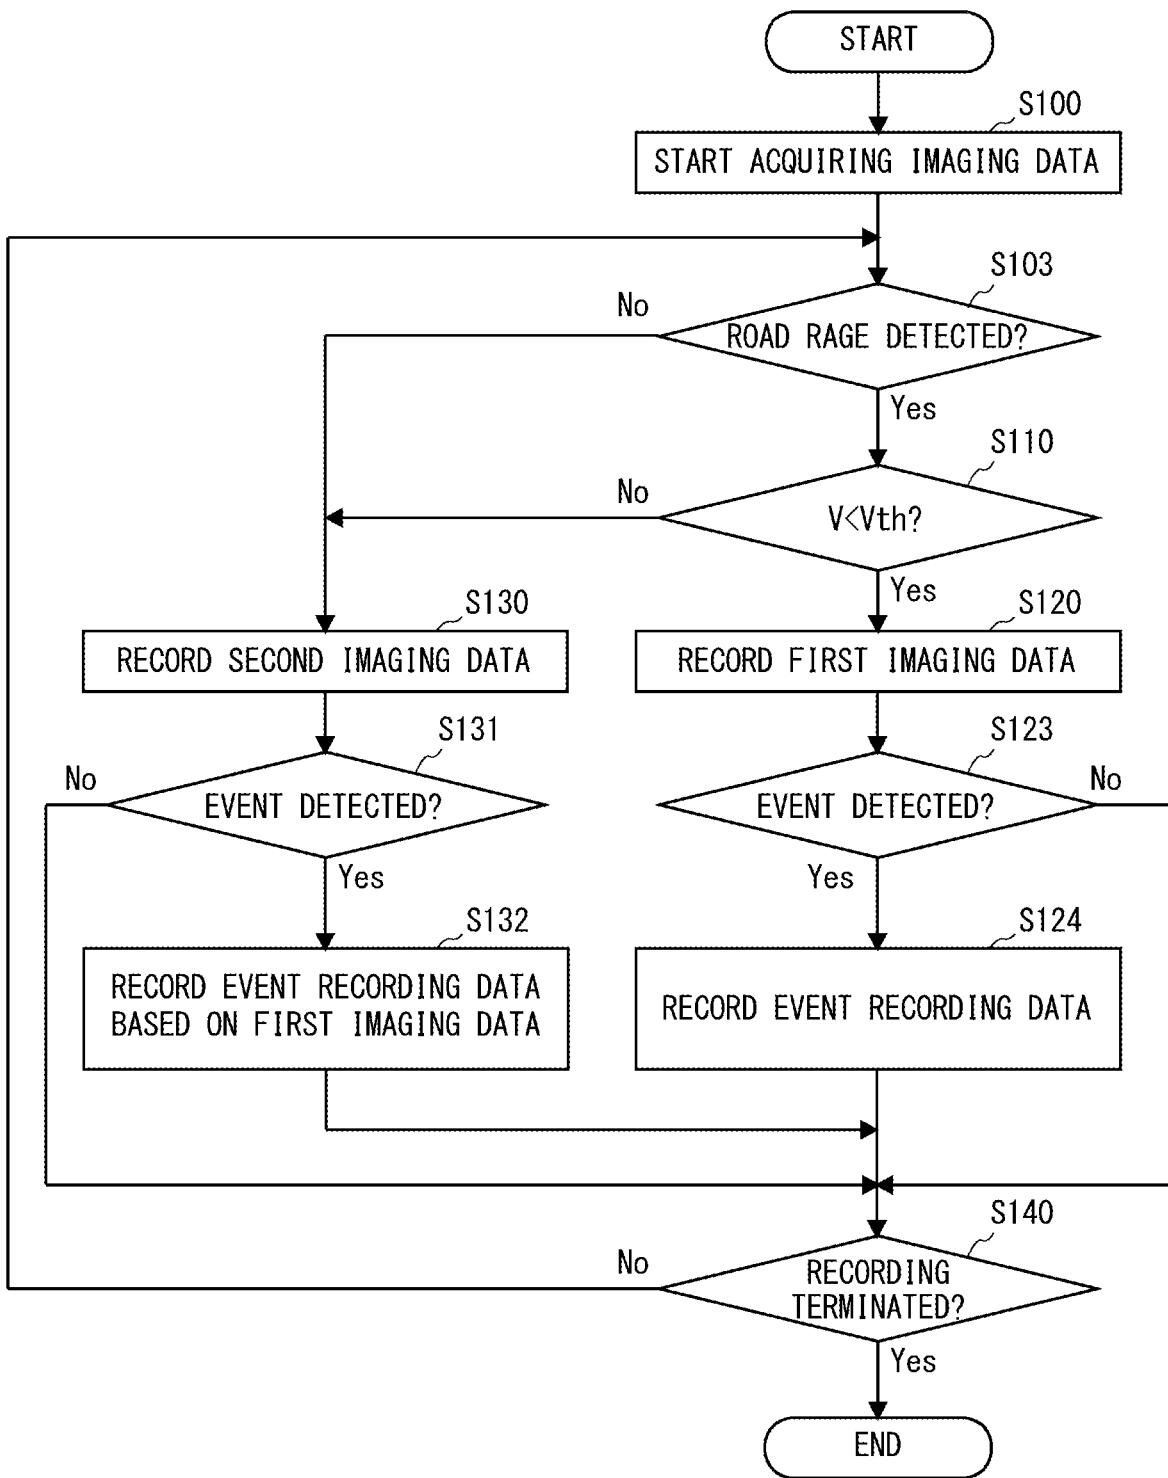 START
S100
START ACQUIRING IMAGING DATA
S103
No
ROAD RAGE DETECTED?
Yes
S110
No
V<Vth?
Yes
S130
S120
RECORD SECOND IMAGING DATA
RECORD FIRST IMAGING DATA
S131
S123
No
EVENT DETECTED?
EVENT DETECTED?
No
Yes
Yes
S132
S124
RECORD EVENT RECORDING DATA
BASED ON FIRST IMAGING DATA
RECORD EVENT RECORDING DATA
S140
No
RECORDING
TERMINATED?
Yes
END